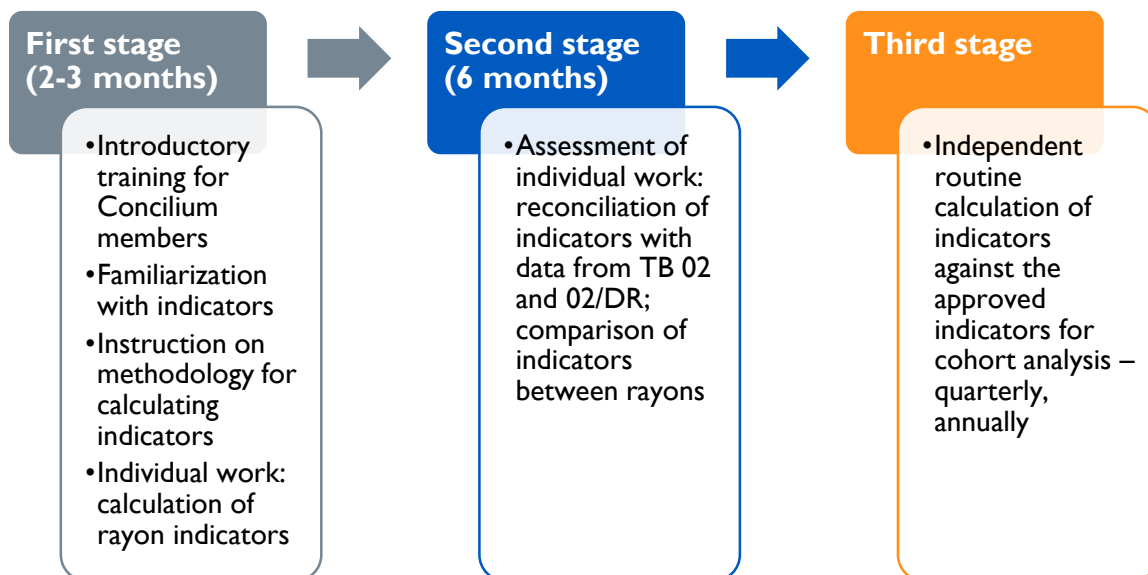 First stage
(2-3 months)
•Introductory
training for
Concilium
members
•Familiarization
with indicators
•Instruction on
methodology for
calculating
indicators
•Individual work:
calculation of
rayon indicators
Second stage
(6 months)
•Assessment of
individual work:
reconciliation of
indicators with
data from TB 02
and 02/DR;
comparison of
indicators
between rayons
Third stage
•Independent
routine
calculation of
indicators
against the
approved
indicators for
cohort analysis –
quarterly,
annually